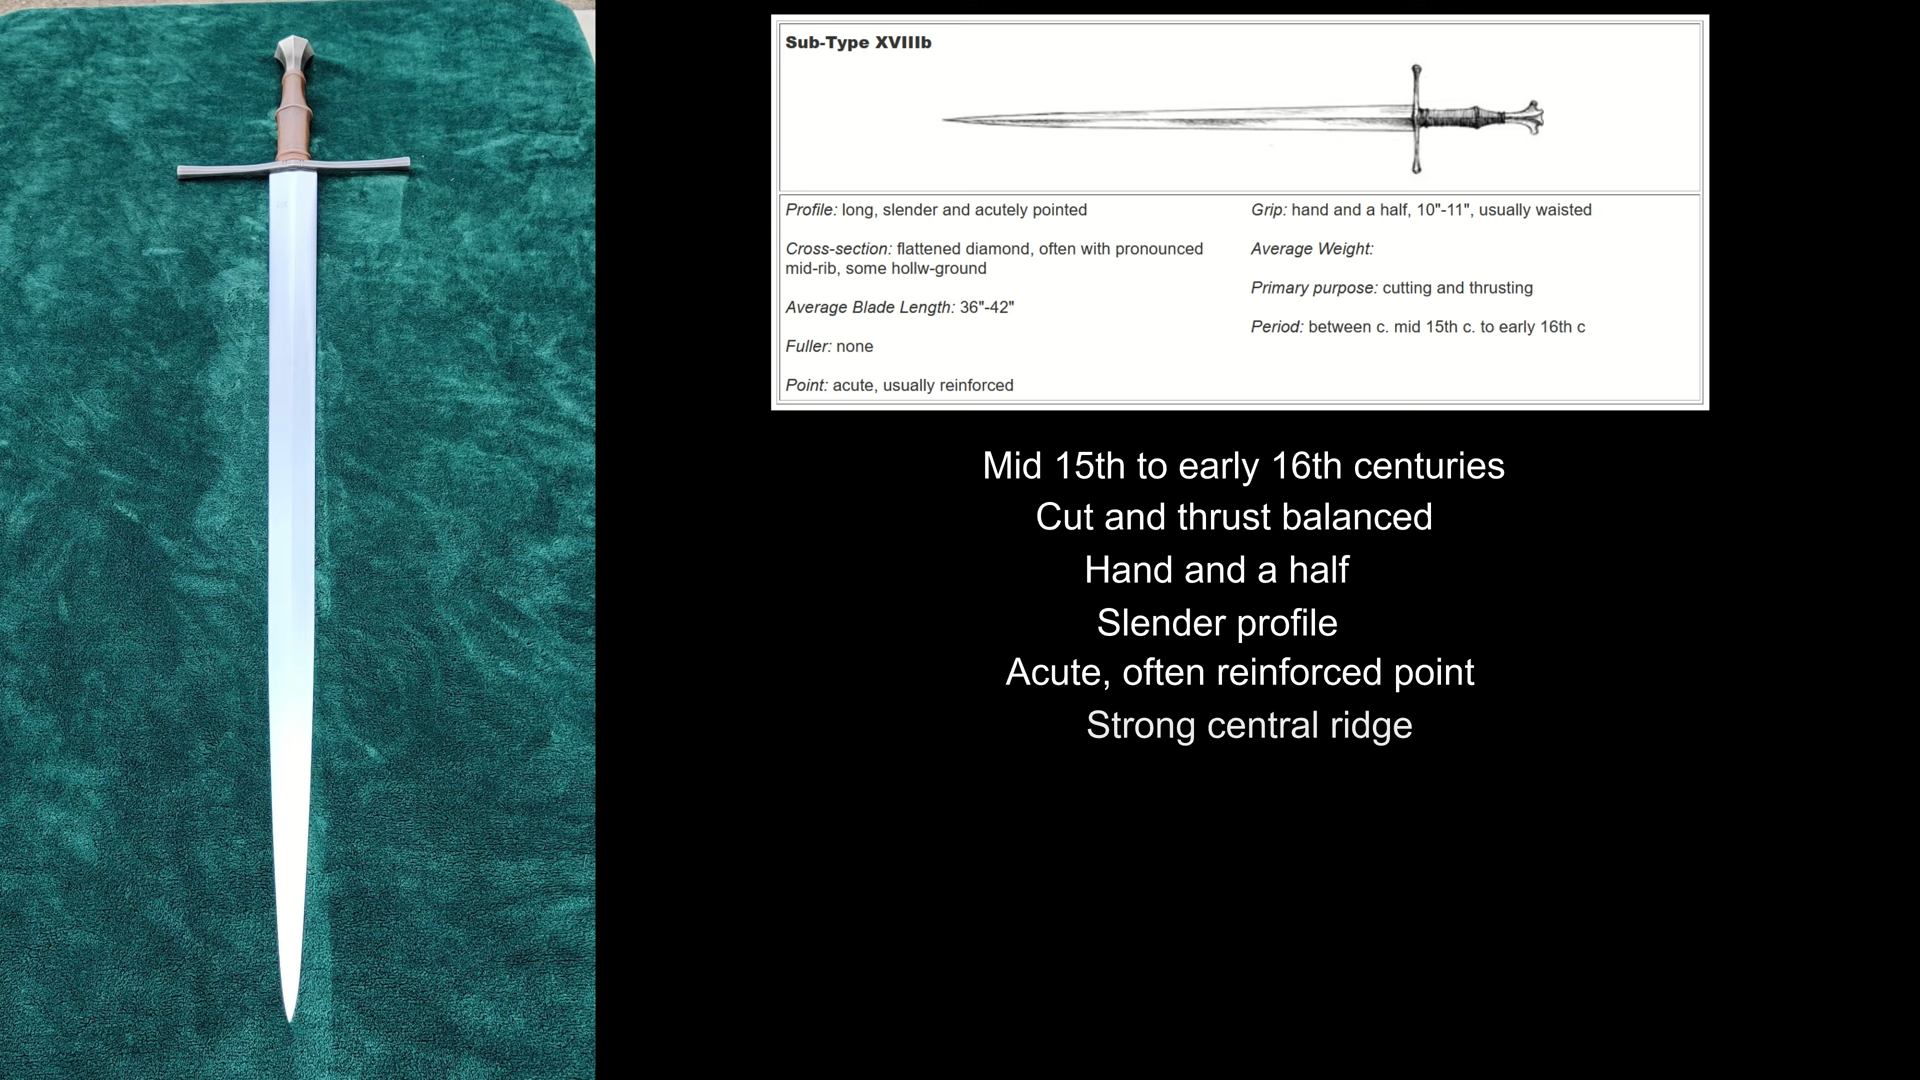 Sub-Type XVIIIb
Profile: long, slender and acutely pointed
Cross-section: flattened diamond, often with pronounced
mid-rib, some hollw-ground
Average Blade Length: 36"-42"
Fuller: none
Point: acute, usually reinforced
Grip: hand and a half, 10"-11", usually waisted
Average Weight:
Primary purpose: cutting and thrusting
Period: between c. mid 15th c. to early 16th c
Mid 15th to early 16th centuries
Cut and thrust balanced
Hand and a half
Slender profile
Acute, often reinforced point
Strong central ridge